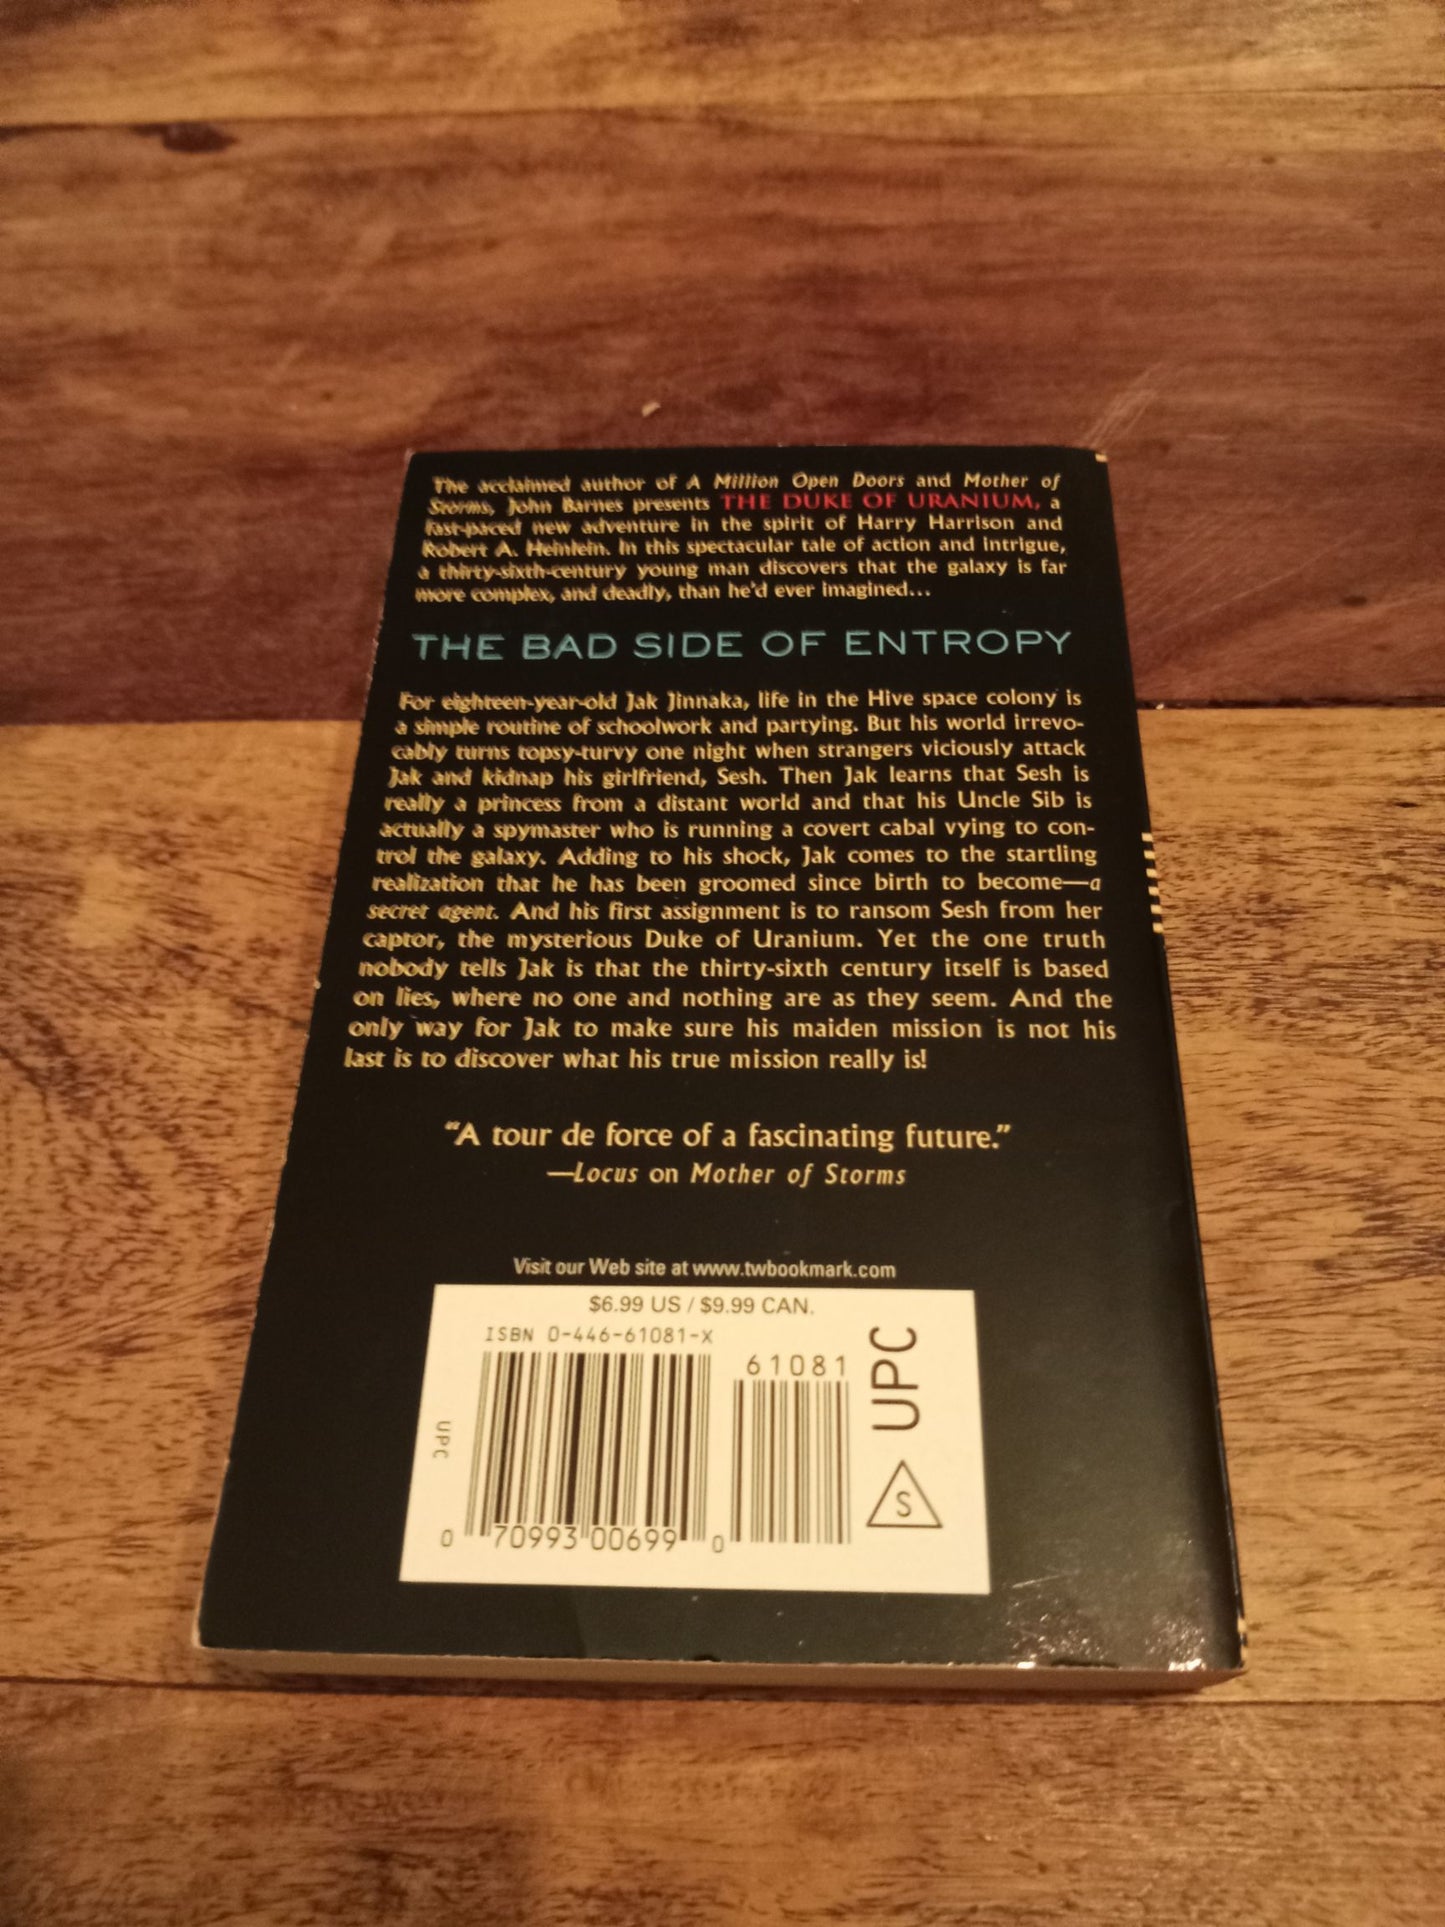 The acclaimed author of A Million Open Doors and Mother of
Storms, John Barnes presents THE DUKE OF URANIUM, a
fast-paced new adventure in the spirit of Harry Harrison and
Robert A. Heinlein. In this spectacular tale of action and intrigue,
a thirty-sixth-century young man discovers that the galaxy is far
more complex, and deadly, than he'd ever imagined...
THE BAD SIDE OF ENTROPY
For eighteen-year-old Jak Jinnaka, life in the Hive space colony is
a simple routine of schoolwork and partying. But his world irrevo-
cably turns topsy-turvy one night when strangers viciously attack
Jak and kidnap his girlfriend, Sesh. Then Jak learns that Sesh is
really a princess from a distant world and that his Uncle Sib is
actually a spymaster who is running a covert cabal vying to con-
trol the galaxy. Adding to his shock, Jak comes to the startling
realization that he has been groomed since birth to become—a
secret agent. And his first assignment is to ransom Sesh from her
captor, the mysterious Duke of Uranium. Yet the one truth
nobody tells Jak is that the thirty-sixth century itself is based
on lies, where no one and nothing are as they seem. And the
only way for Jak to make sure his maiden mission is not his
last is to discover what his true mission really is!
"A tour de force of a fascinating future."
—Locus on Mother of Storms
Visit our Web site at www.twbookmark.com
$6.99 US / $9.99 CAN.
ISBN 0-446-61081-X
61081
UPC
UPC
S
0 70993 00699 0